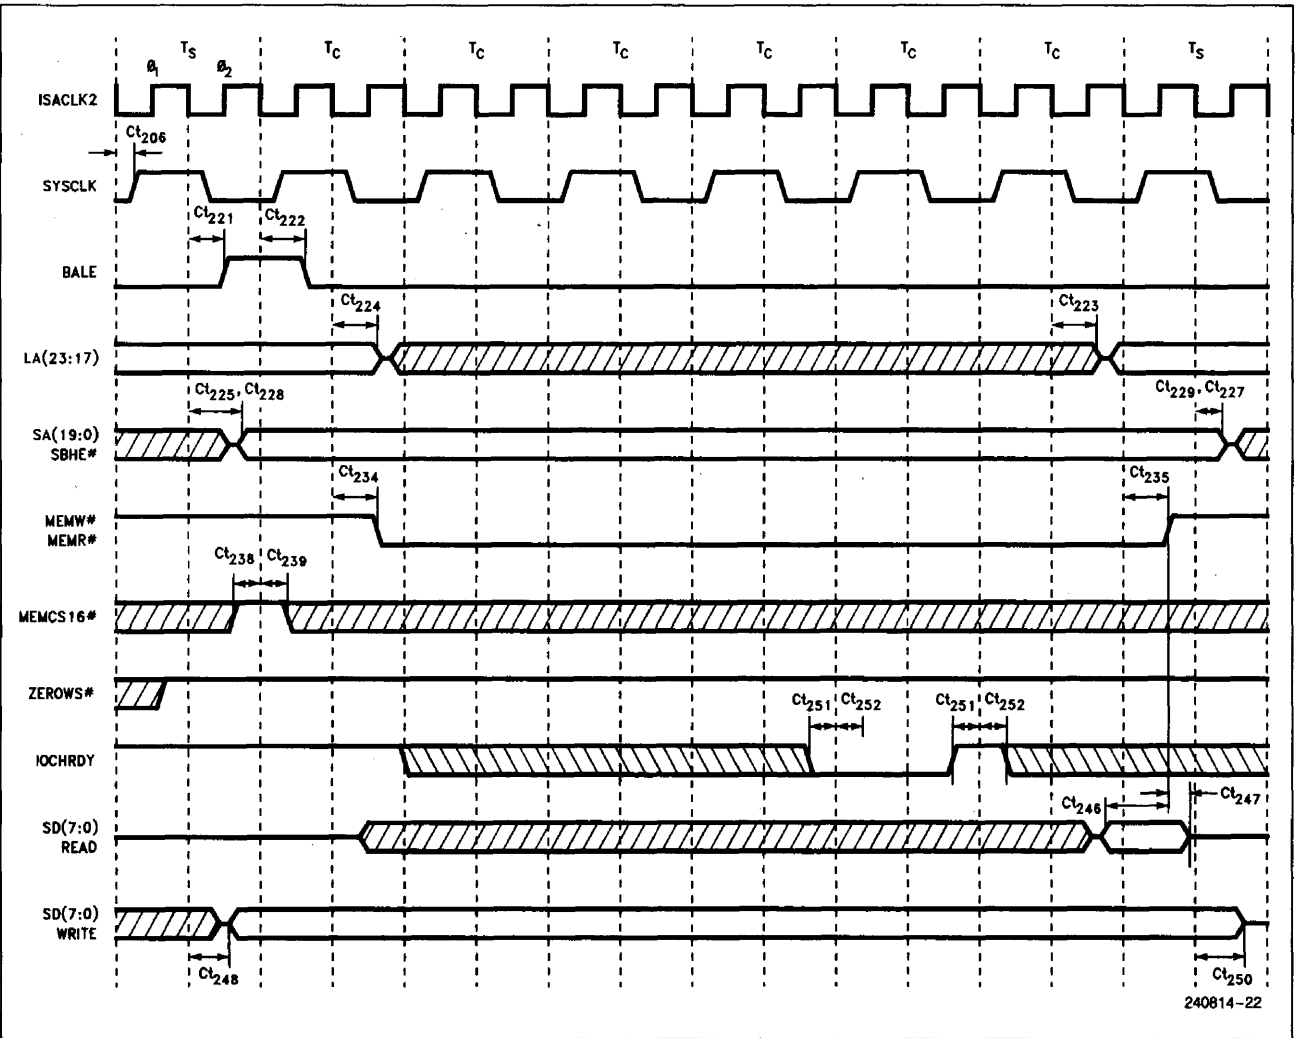 TS TC TC TC TC TC TC TS
Ø1 Ø2
ISACLK2
Ct206
SYSCLK
Ct221 Ct222
BALE
Ct224 Ct223
LA(23:17)
Ct225, Ct228 Ct229, Ct227
SA(19:0)
SBHE#
Ct234 Ct235
MEMW#
MEMR#
Ct238 Ct239
MEMCS16#
ZEROWS#
Ct251 Ct252 Ct251 Ct252
IOCHRDY
Ct246 Ct247
SD(7:0)
READ
SD(7:0)
WRITE
Ct248 Ct250
240814-22